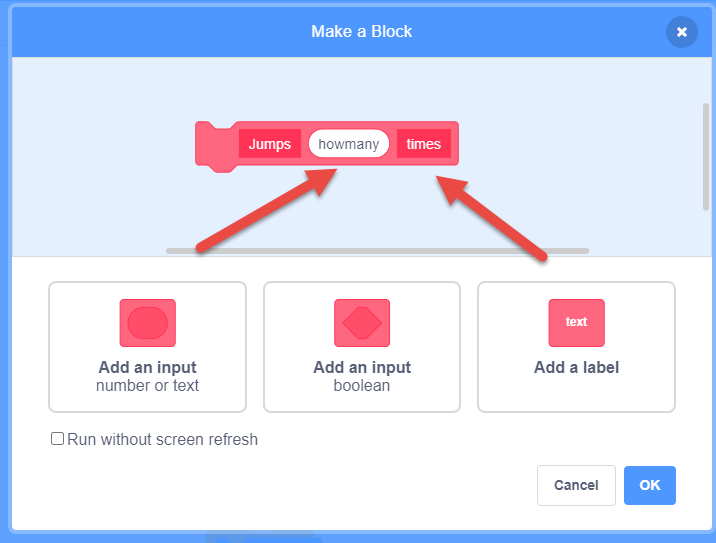 Make a Block
Jumps howmany times
text
Add an input
number or text
Add an input
boolean
Add a label
Run without screen refresh
Cancel OK